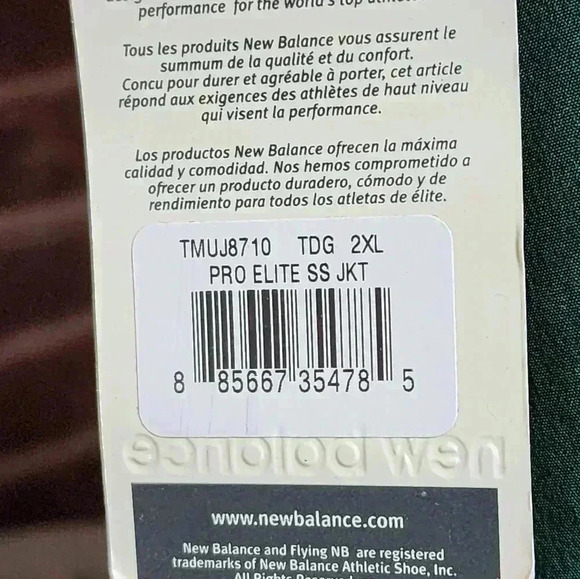 performance for the world's top
Tous les produits New Balance vous assurent le
summum de la qualité et du confort.
Concu pour durer et agréable à porter, cet article
répond aux exigences des athlètes de haut niveau
qui visent la performance.
Los productos New Balance ofrecen la máxima
calidad y comodidad. Nos hemos comprometido a
ofrecer un producto duradero, cómodo y de
rendimiento para todos los atletas de élite.
TMUJ8710 TDG 2XL
PRO ELITE SS JKT
8 85667 35478 5
new balance
www.newbalance.com
New Balance and Flying NB are registered
trademarks of New Balance Athletic Shoe, Inc.
All Rights Reserved